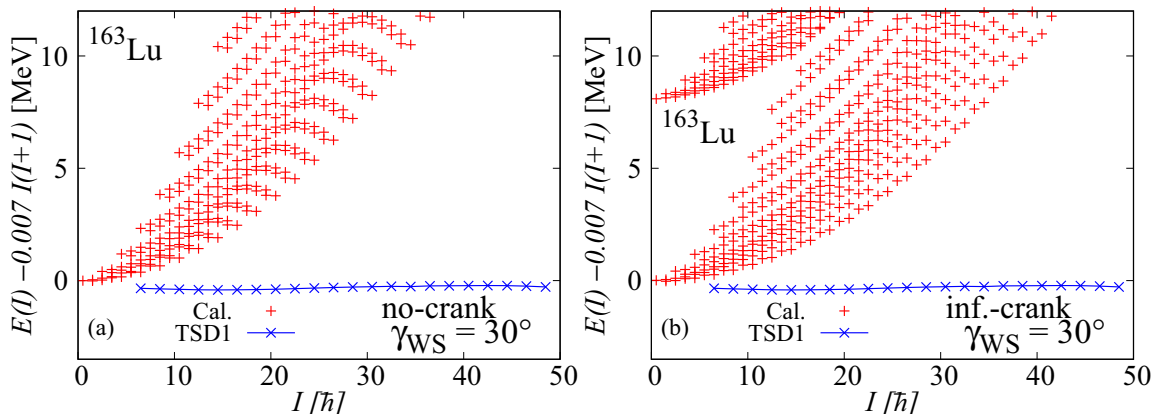 E(I) −0.007 I(I+1) [MeV]
10
5
0
¹⁶³Lu
Cal.
TSD1
(a)
no-crank
γWS = 30°
0 10 20 30 40 50
I [ħ]
E(I) −0.007 I(I+1) [MeV]
10
5
0
¹⁶³Lu
Cal.
TSD1
(b)
inf.-crank
γWS = 30°
0 10 20 30 40 50
I [ħ]